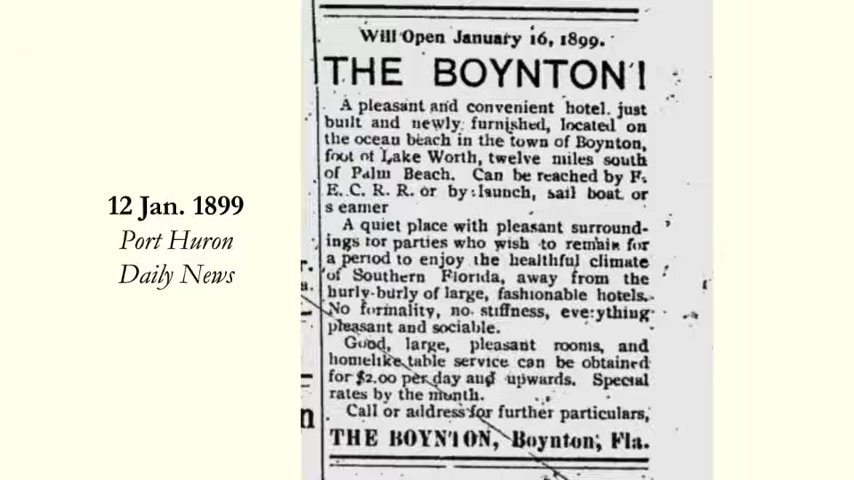 Will Open January 16, 1899.
THE BOYNTON!
A pleasant and convenient hotel. just
built and newly furnished, located on
the ocean beach in the town of Boynton,
foot of Lake Worth, twelve miles south
of Palm Beach. Can be reached by F.
E. C. R. R. or by launch, sail boat or
s eamer
A quiet place with pleasant surround-
ings for parties who wish to remain for
a period to enjoy the healthful climate
of Southern Florida, away from the
hurly-burly of large, fashionable hotels.
No formality, no stiffness, everything
pleasant and sociable.
Good, large, pleasant rooms, and
homelike table service can be obtained
for $2.00 per day and upwards. Special
rates by the month.
Call or address for further particulars,
THE BOYNTON, Boynton, Fla.
12 Jan. 1899
Port Huron
Daily News